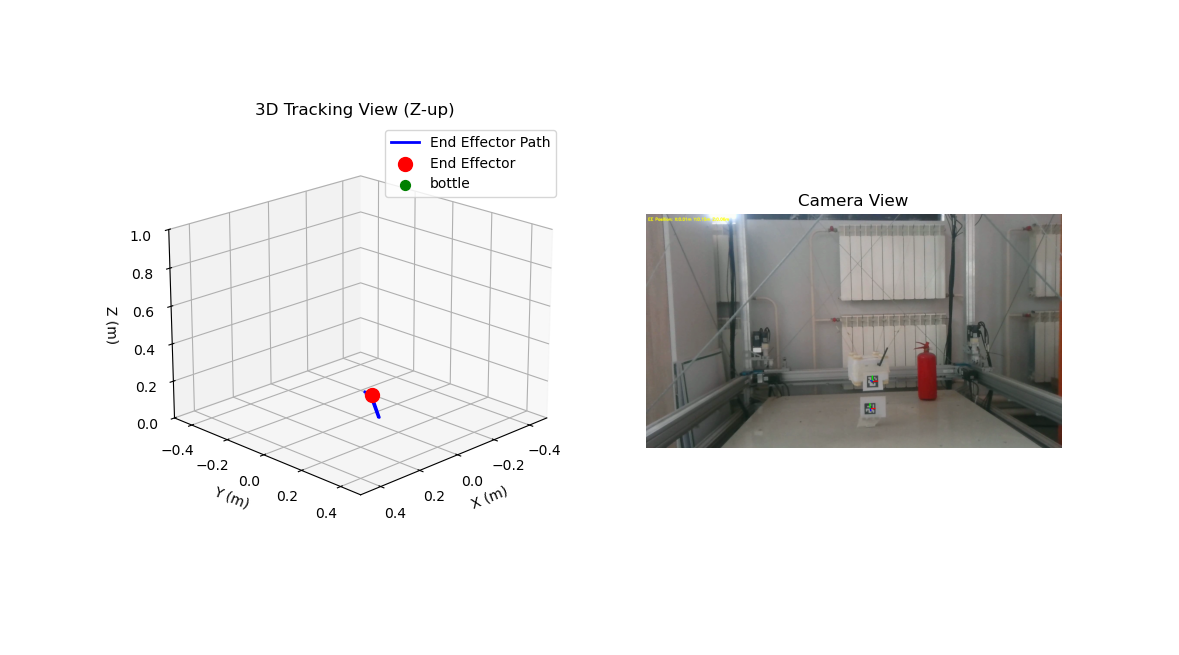 3D Tracking View (Z-up)
End Effector Path
End Effector
bottle
Camera View
1.0
0.8
0.6
0.4
0.2
0.0
Z (m)
−0.4
−0.2
0.0
0.2
0.4
Y (m)
−0.4
−0.2
0.0
0.2
0.4
X (m)